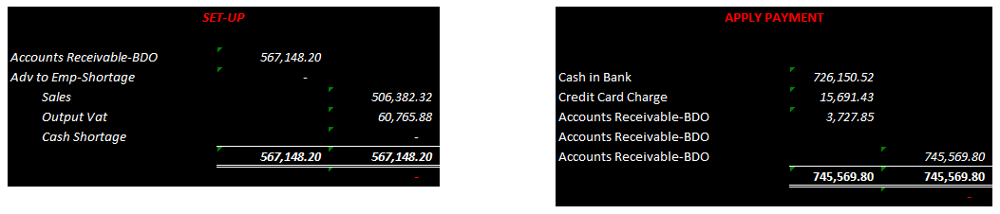 SET-UP
Accounts Receivable-BDO 567,148.20
Adv to Emp-Shortage -
Sales 506,382.32
Output Vat 60,765.88
Cash Shortage -
567,148.20 567,148.20
-
APPLY PAYMENT
Cash in Bank 726,150.52
Credit Card Charge 15,691.43
Accounts Receivable-BDO 3,727.85
Accounts Receivable-BDO
Accounts Receivable-BDO 745,569.80
745,569.80 745,569.80
-